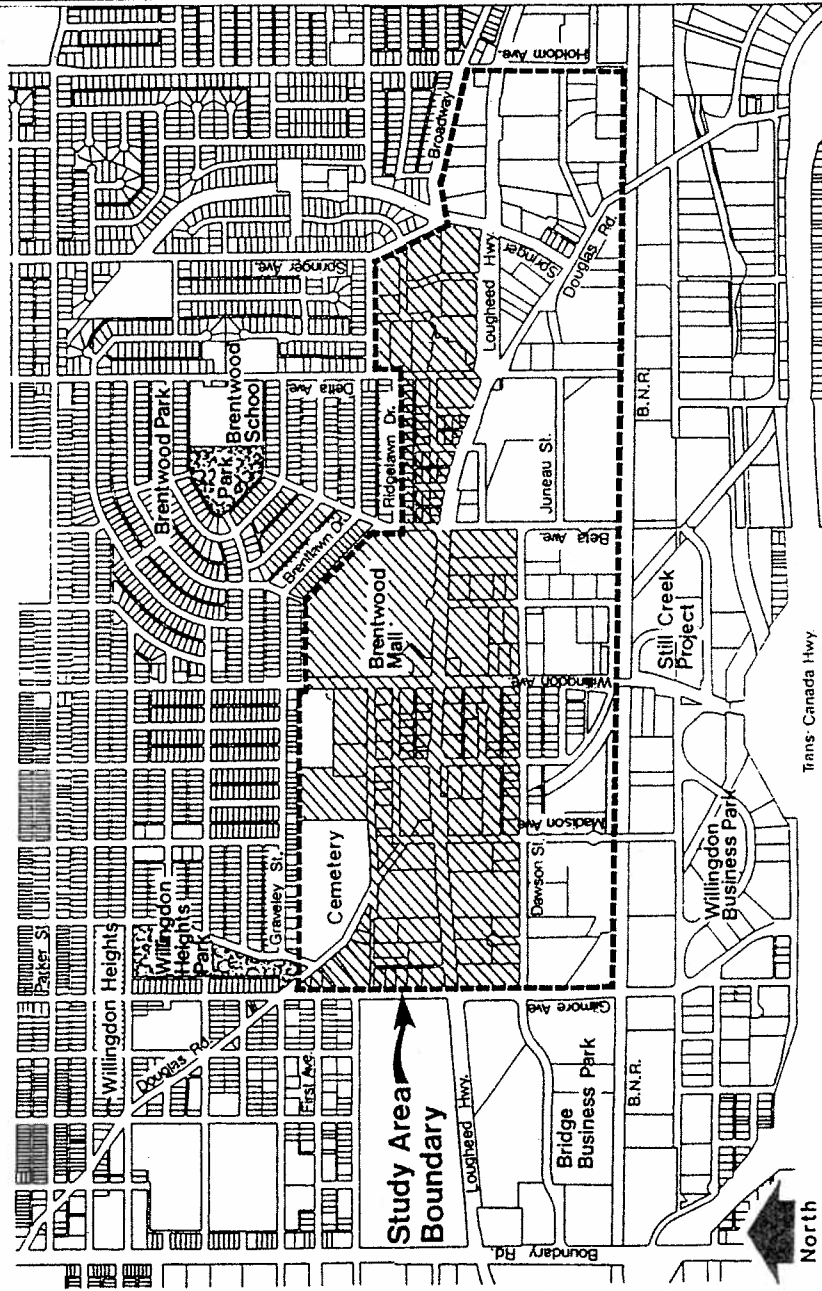 Parker St.
Willingdon Heights
Douglas Rd.
First Ave.
Willingdon
Heights
Park
Graveley St.
Cemetery
Brentwood Park
Brentwood
School
Park
Brentlawn Dr.
Ridgelawn Dr.
Delta Ave
Springer Ave.
Broadway
Holdom Ave.
Brentwood
Mall
Lougheed Hwy.
Springer
Douglas Rd.
Study Area
Boundary
Lougheed Hwy.
Gilmore Ave
Dawson St.
Madison Ave.
Willingdon Ave
Beta Ave.
Juneau St.
Boundary
Rd.
Bridge
Business Park
B.N.R.
B.N.R.
Willingdon
Business Park
Still Creek
Project
Trans-Canada Hwy.
North